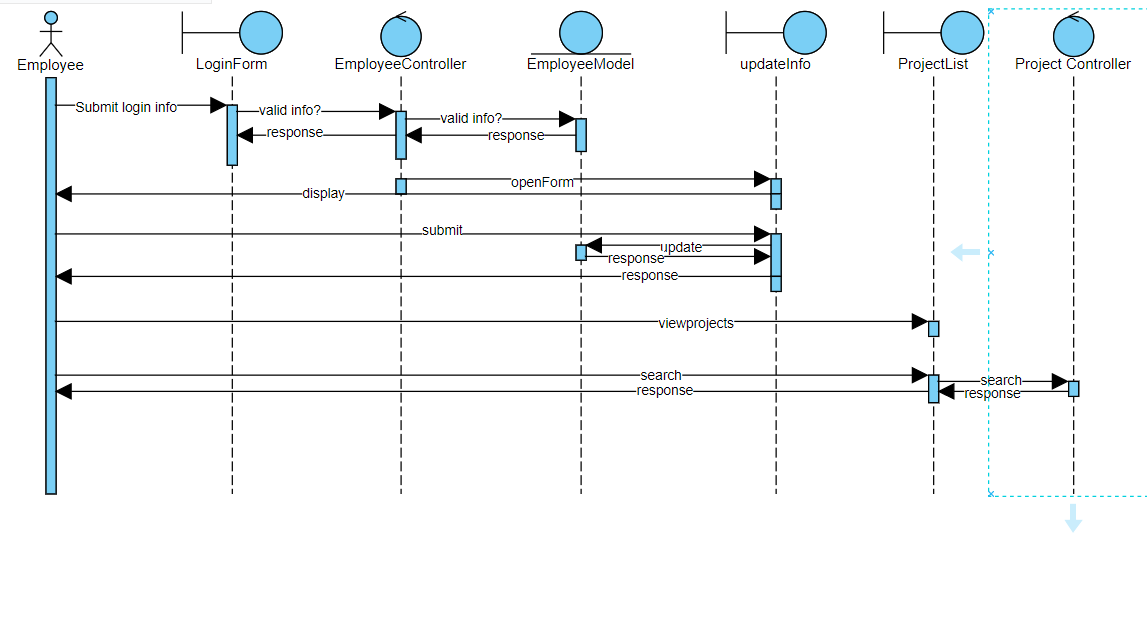 Employee
LoginForm
EmployeeController
EmployeeModel
updateInfo
ProjectList
Project Controller
Submit login info
valid info?
valid info?
response
response
openForm
display
submit
update
response
response
viewprojects
search
search
response
response